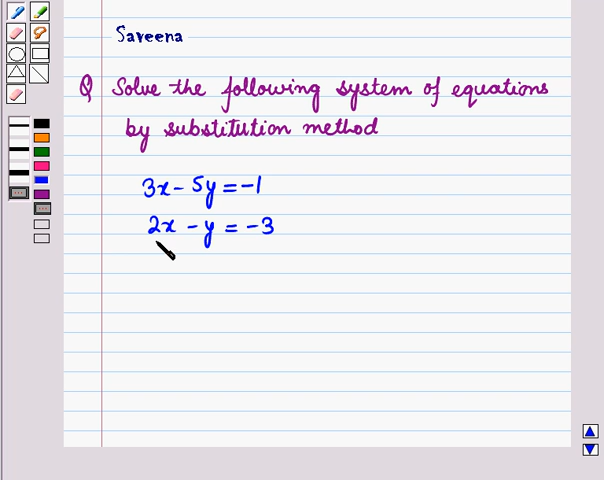 Saveena
Q Solve the following system of equations
by substitution method
3x - 5y = -1
2x - y = -3